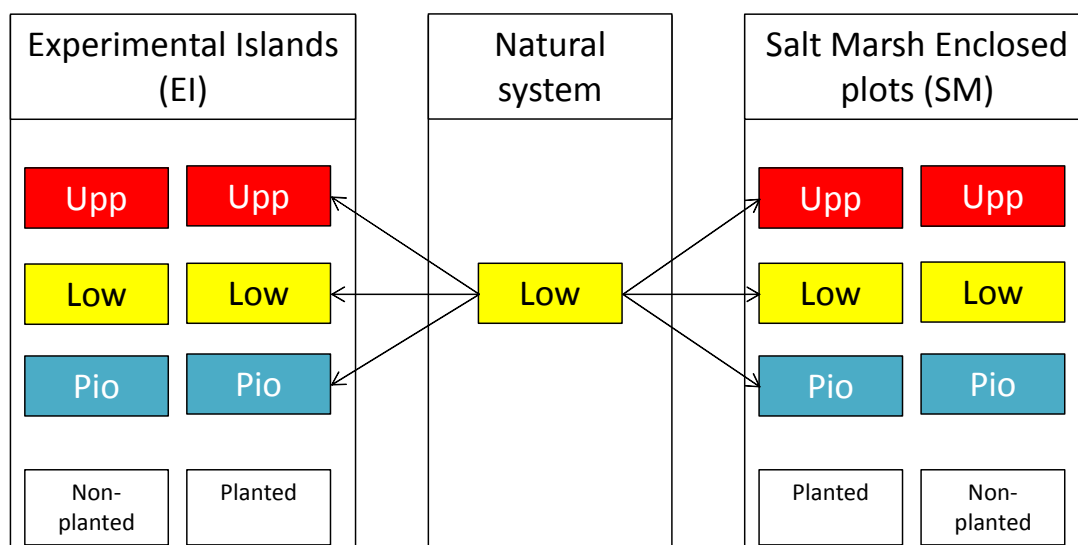 Experimental Islands
(EI)
Natural
system
Salt Marsh Enclosed
plots (SM)
Upp
Upp
Upp
Upp
Low
Low
Low
Low
Low
Pio
Pio
Pio
Pio
Non-
planted
Planted
Planted
Non-
planted